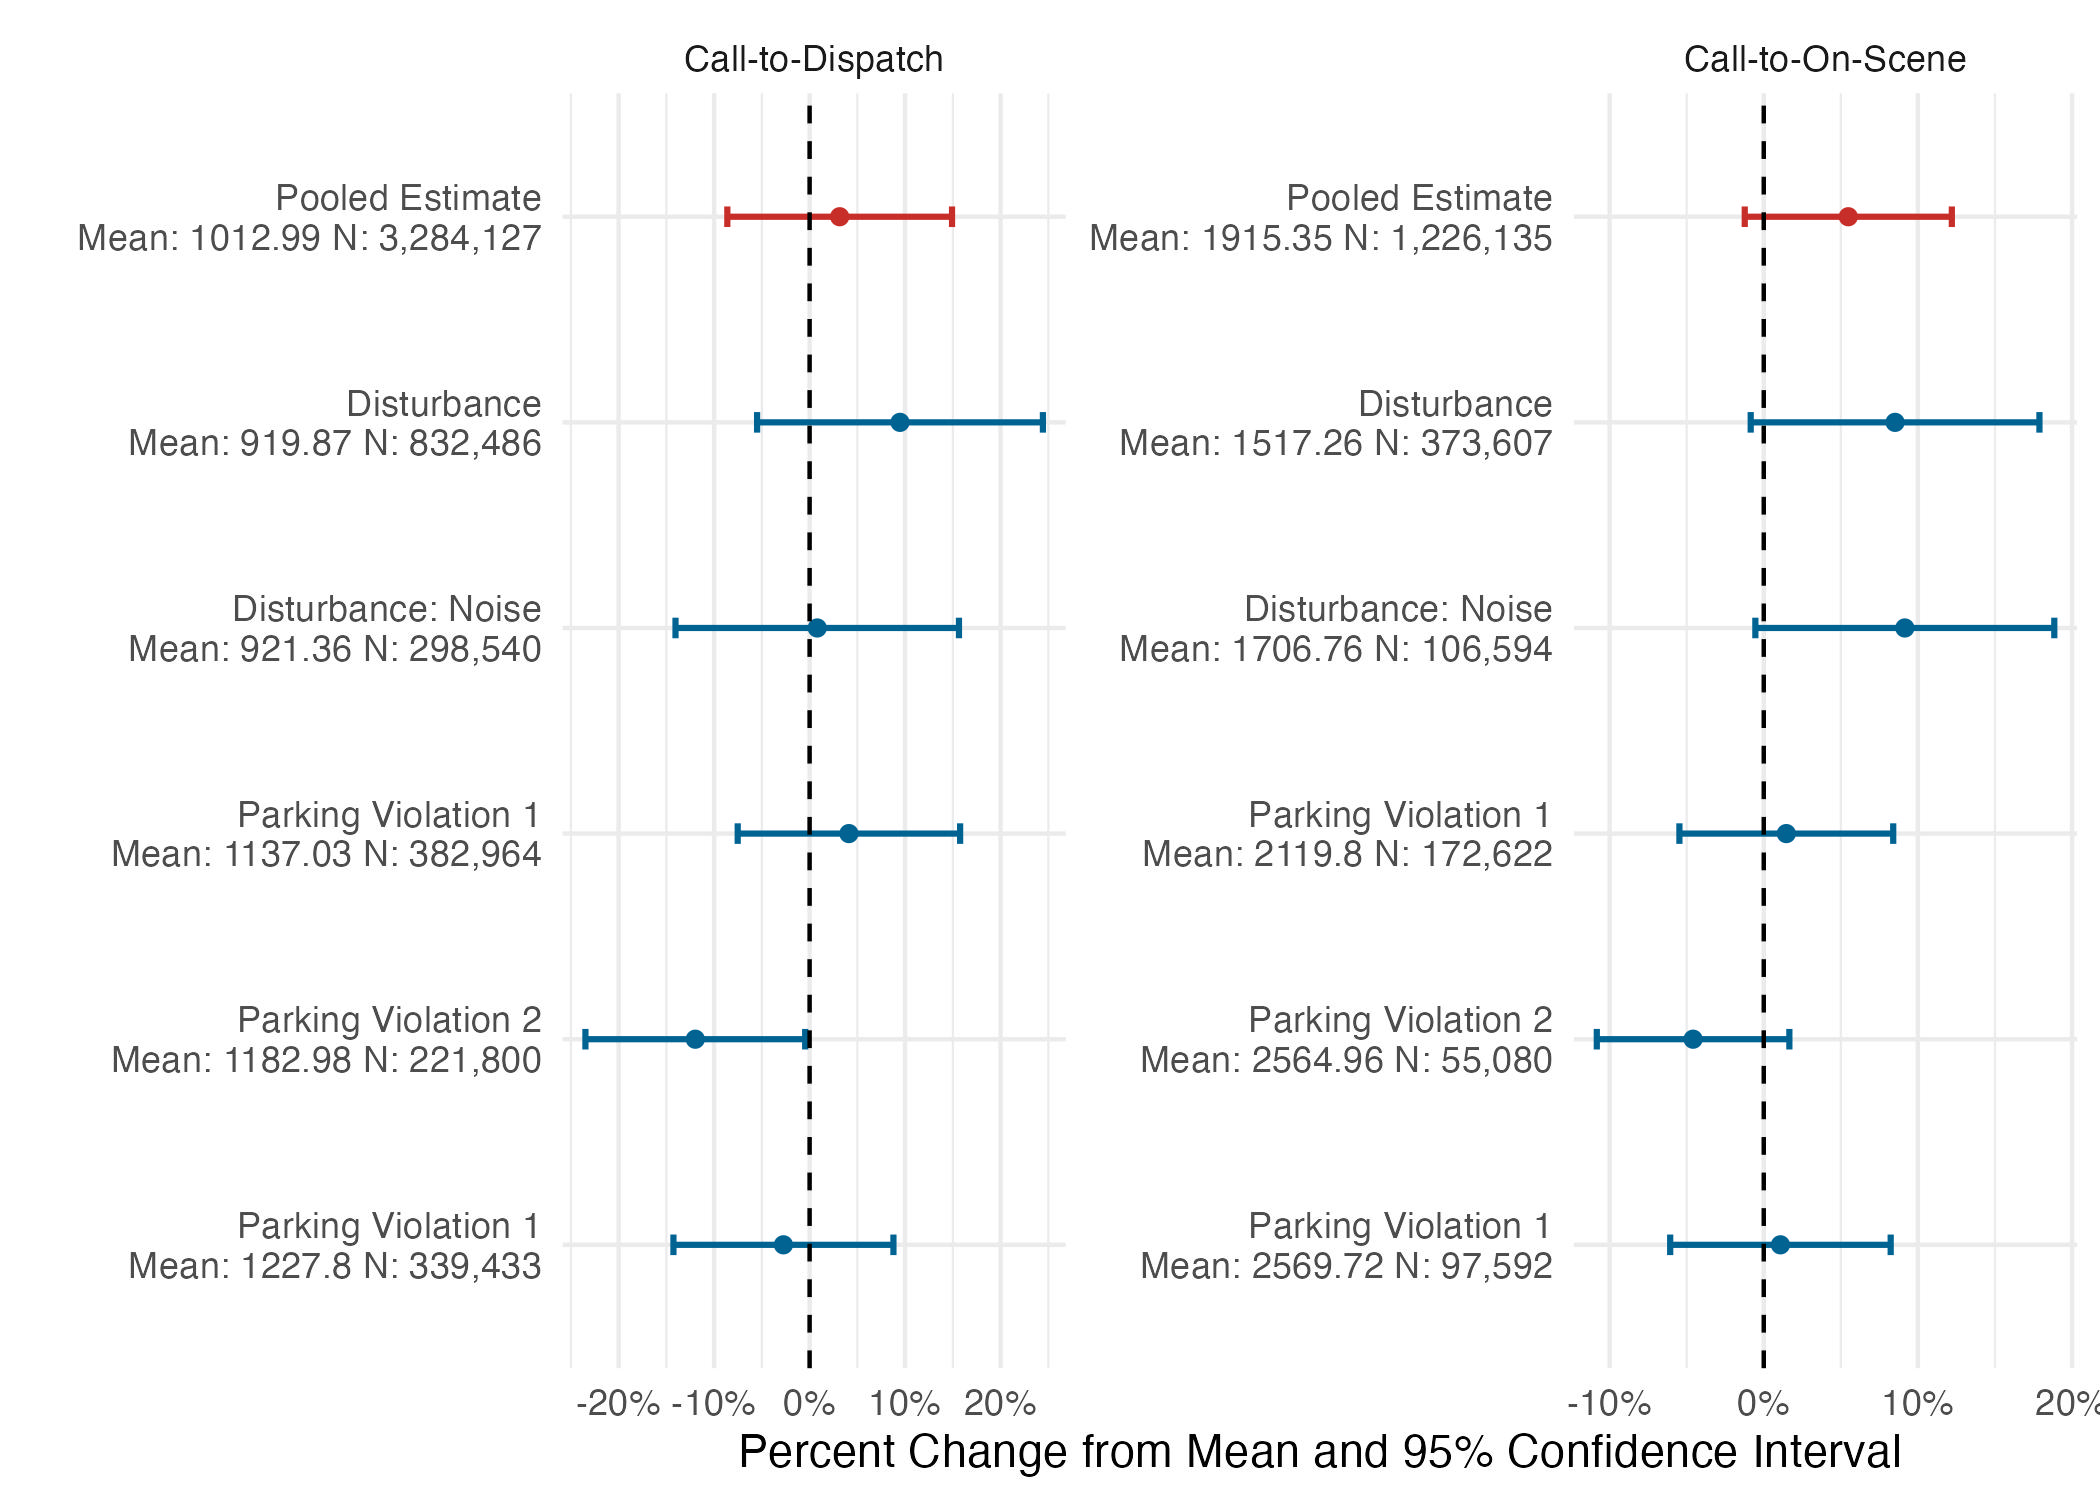 Call-to-Dispatch
Pooled Estimate
Mean: 1012.99 N: 3,284,127
Disturbance
Mean: 919.87 N: 832,486
Disturbance: Noise
Mean: 921.36 N: 298,540
Parking Violation 1
Mean: 1137.03 N: 382,964
Parking Violation 2
Mean: 1182.98 N: 221,800
Parking Violation 1
Mean: 1227.8 N: 339,433
-20% -10% 0% 10% 20%
Call-to-On-Scene
Pooled Estimate
Mean: 1915.35 N: 1,226,135
Disturbance
Mean: 1517.26 N: 373,607
Disturbance: Noise
Mean: 1706.76 N: 106,594
Parking Violation 1
Mean: 2119.8 N: 172,622
Parking Violation 2
Mean: 2564.96 N: 55,080
Parking Violation 1
Mean: 2569.72 N: 97,592
-10% 0% 10% 20%
Percent Change from Mean and 95% Confidence Interval